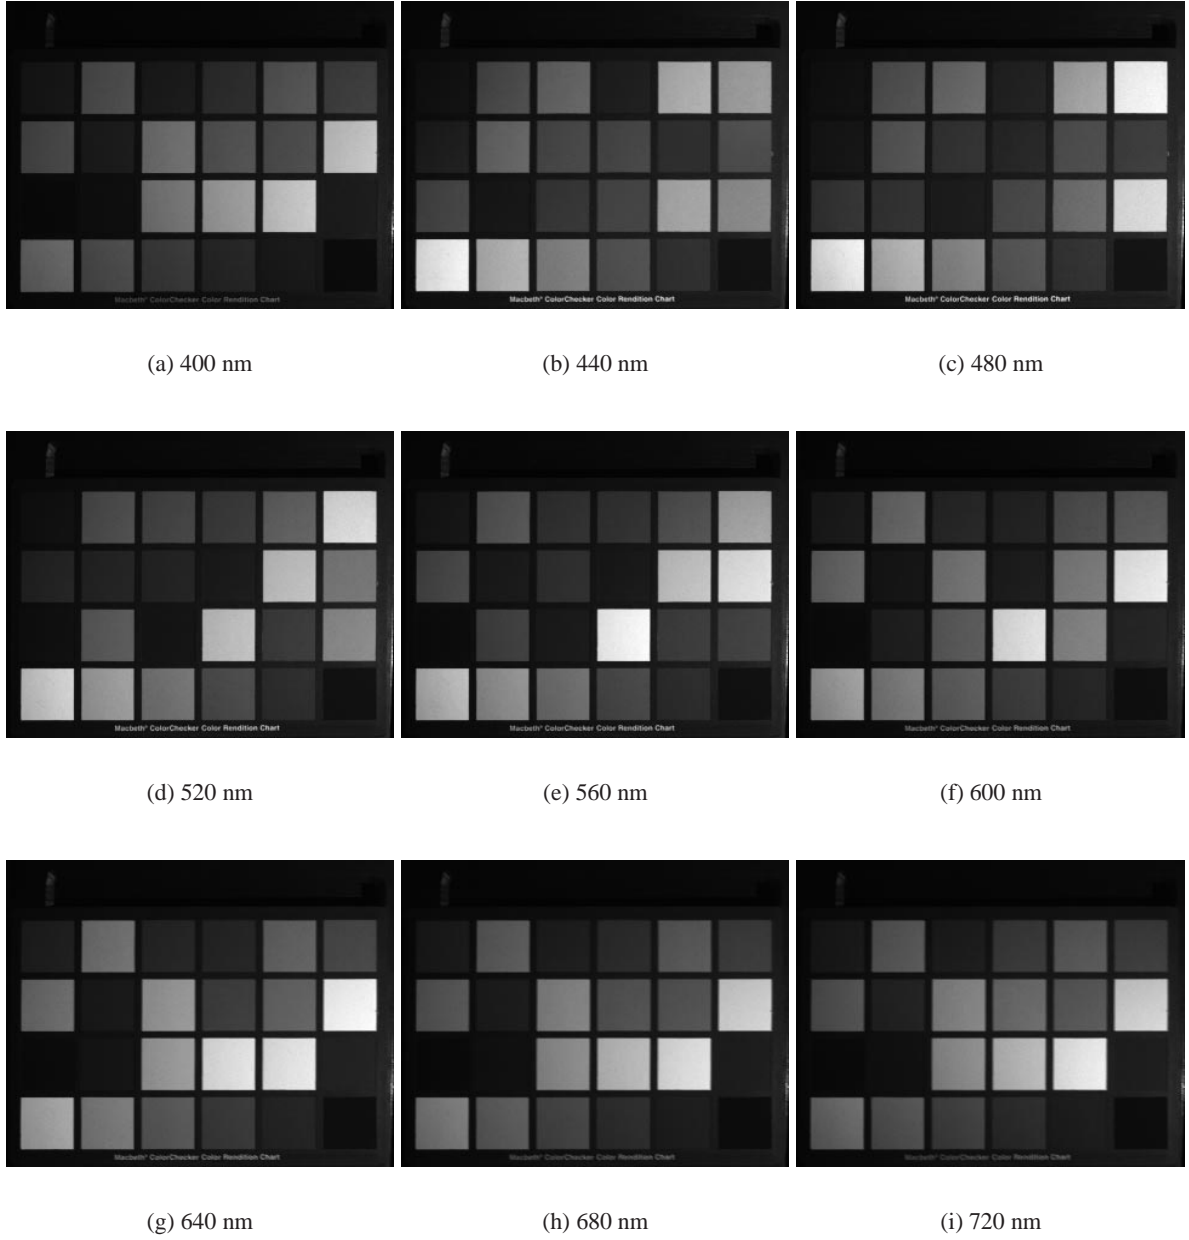 Macbeth® ColorChecker Color Rendition Chart
Macbeth® ColorChecker Color Rendition Chart
Macbeth® ColorChecker Color Rendition Chart
(a) 400 nm
(b) 440 nm
(c) 480 nm
Macbeth® ColorChecker Color Rendition Chart
Macbeth® ColorChecker Color Rendition Chart
Macbeth® ColorChecker Color Rendition Chart
(d) 520 nm
(e) 560 nm
(f) 600 nm
Macbeth® ColorChecker Color Rendition Chart
Macbeth® ColorChecker Color Rendition Chart
Macbeth® ColorChecker Color Rendition Chart
(g) 640 nm
(h) 680 nm
(i) 720 nm